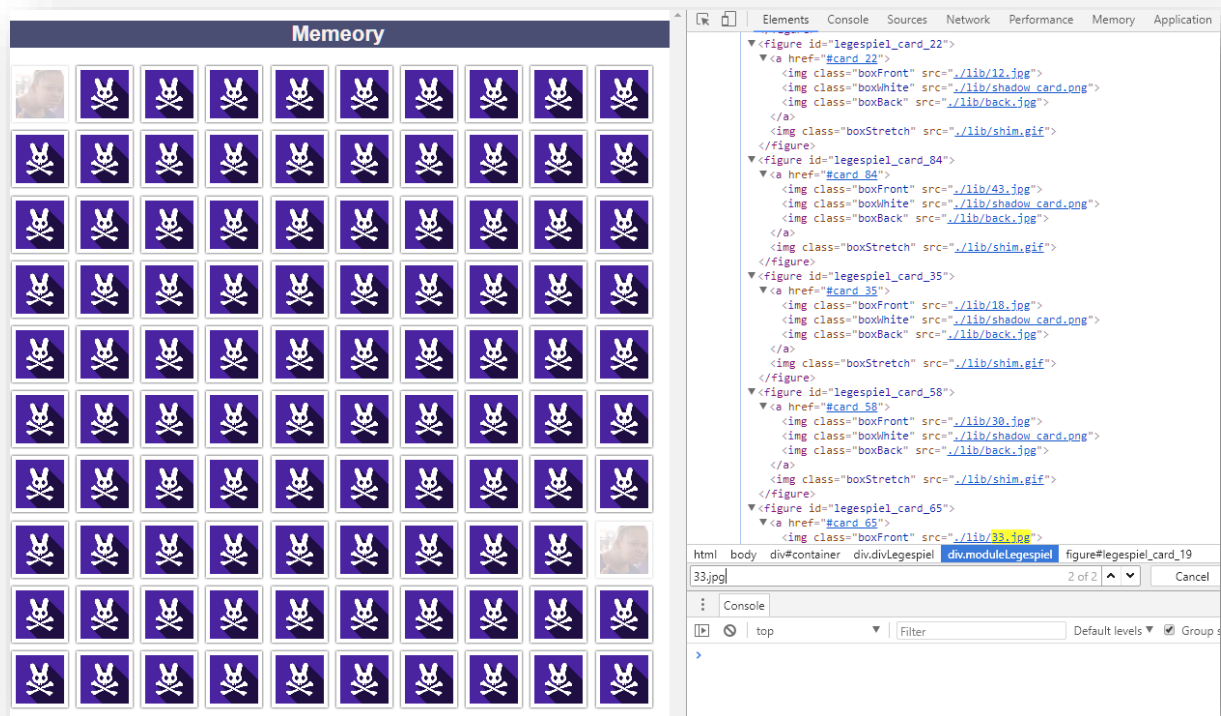 Memeory
Elements Console Sources Network Performance Memory Application
▼<figure id="legespiel_card_22">
▼<a href="#card_22">
<img class="boxFront" src="./lib/12.jpg">
<img class="boxWhite" src="./lib/shadow_card.png">
<img class="boxBack" src="./lib/back.jpg">
</a>
<img class="boxStretch" src="./lib/shim.gif">
</figure>
▼<figure id="legespiel_card_84">
▼<a href="#card_84">
<img class="boxFront" src="./lib/43.jpg">
<img class="boxWhite" src="./lib/shadow_card.png">
<img class="boxBack" src="./lib/back.jpg">
</a>
<img class="boxStretch" src="./lib/shim.gif">
</figure>
▼<figure id="legespiel_card_35">
▼<a href="#card_35">
<img class="boxFront" src="./lib/18.jpg">
<img class="boxWhite" src="./lib/shadow_card.png">
<img class="boxBack" src="./lib/back.jpg">
</a>
<img class="boxStretch" src="./lib/shim.gif">
</figure>
▼<figure id="legespiel_card_58">
▼<a href="#card_58">
<img class="boxFront" src="./lib/30.jpg">
<img class="boxWhite" src="./lib/shadow_card.png">
<img class="boxBack" src="./lib/back.jpg">
</a>
<img class="boxStretch" src="./lib/shim.gif">
</figure>
▼<figure id="legespiel_card_65">
▼<a href="#card_65">
<img class="boxFront" src="./lib/33.jpg">
html body div#container div.divLegespiel div.moduleLegespiel figure#legespiel_card_19
33.jpg 2 of 2 Cancel
Console
top ▼ Filter Default levels ▼ Group s